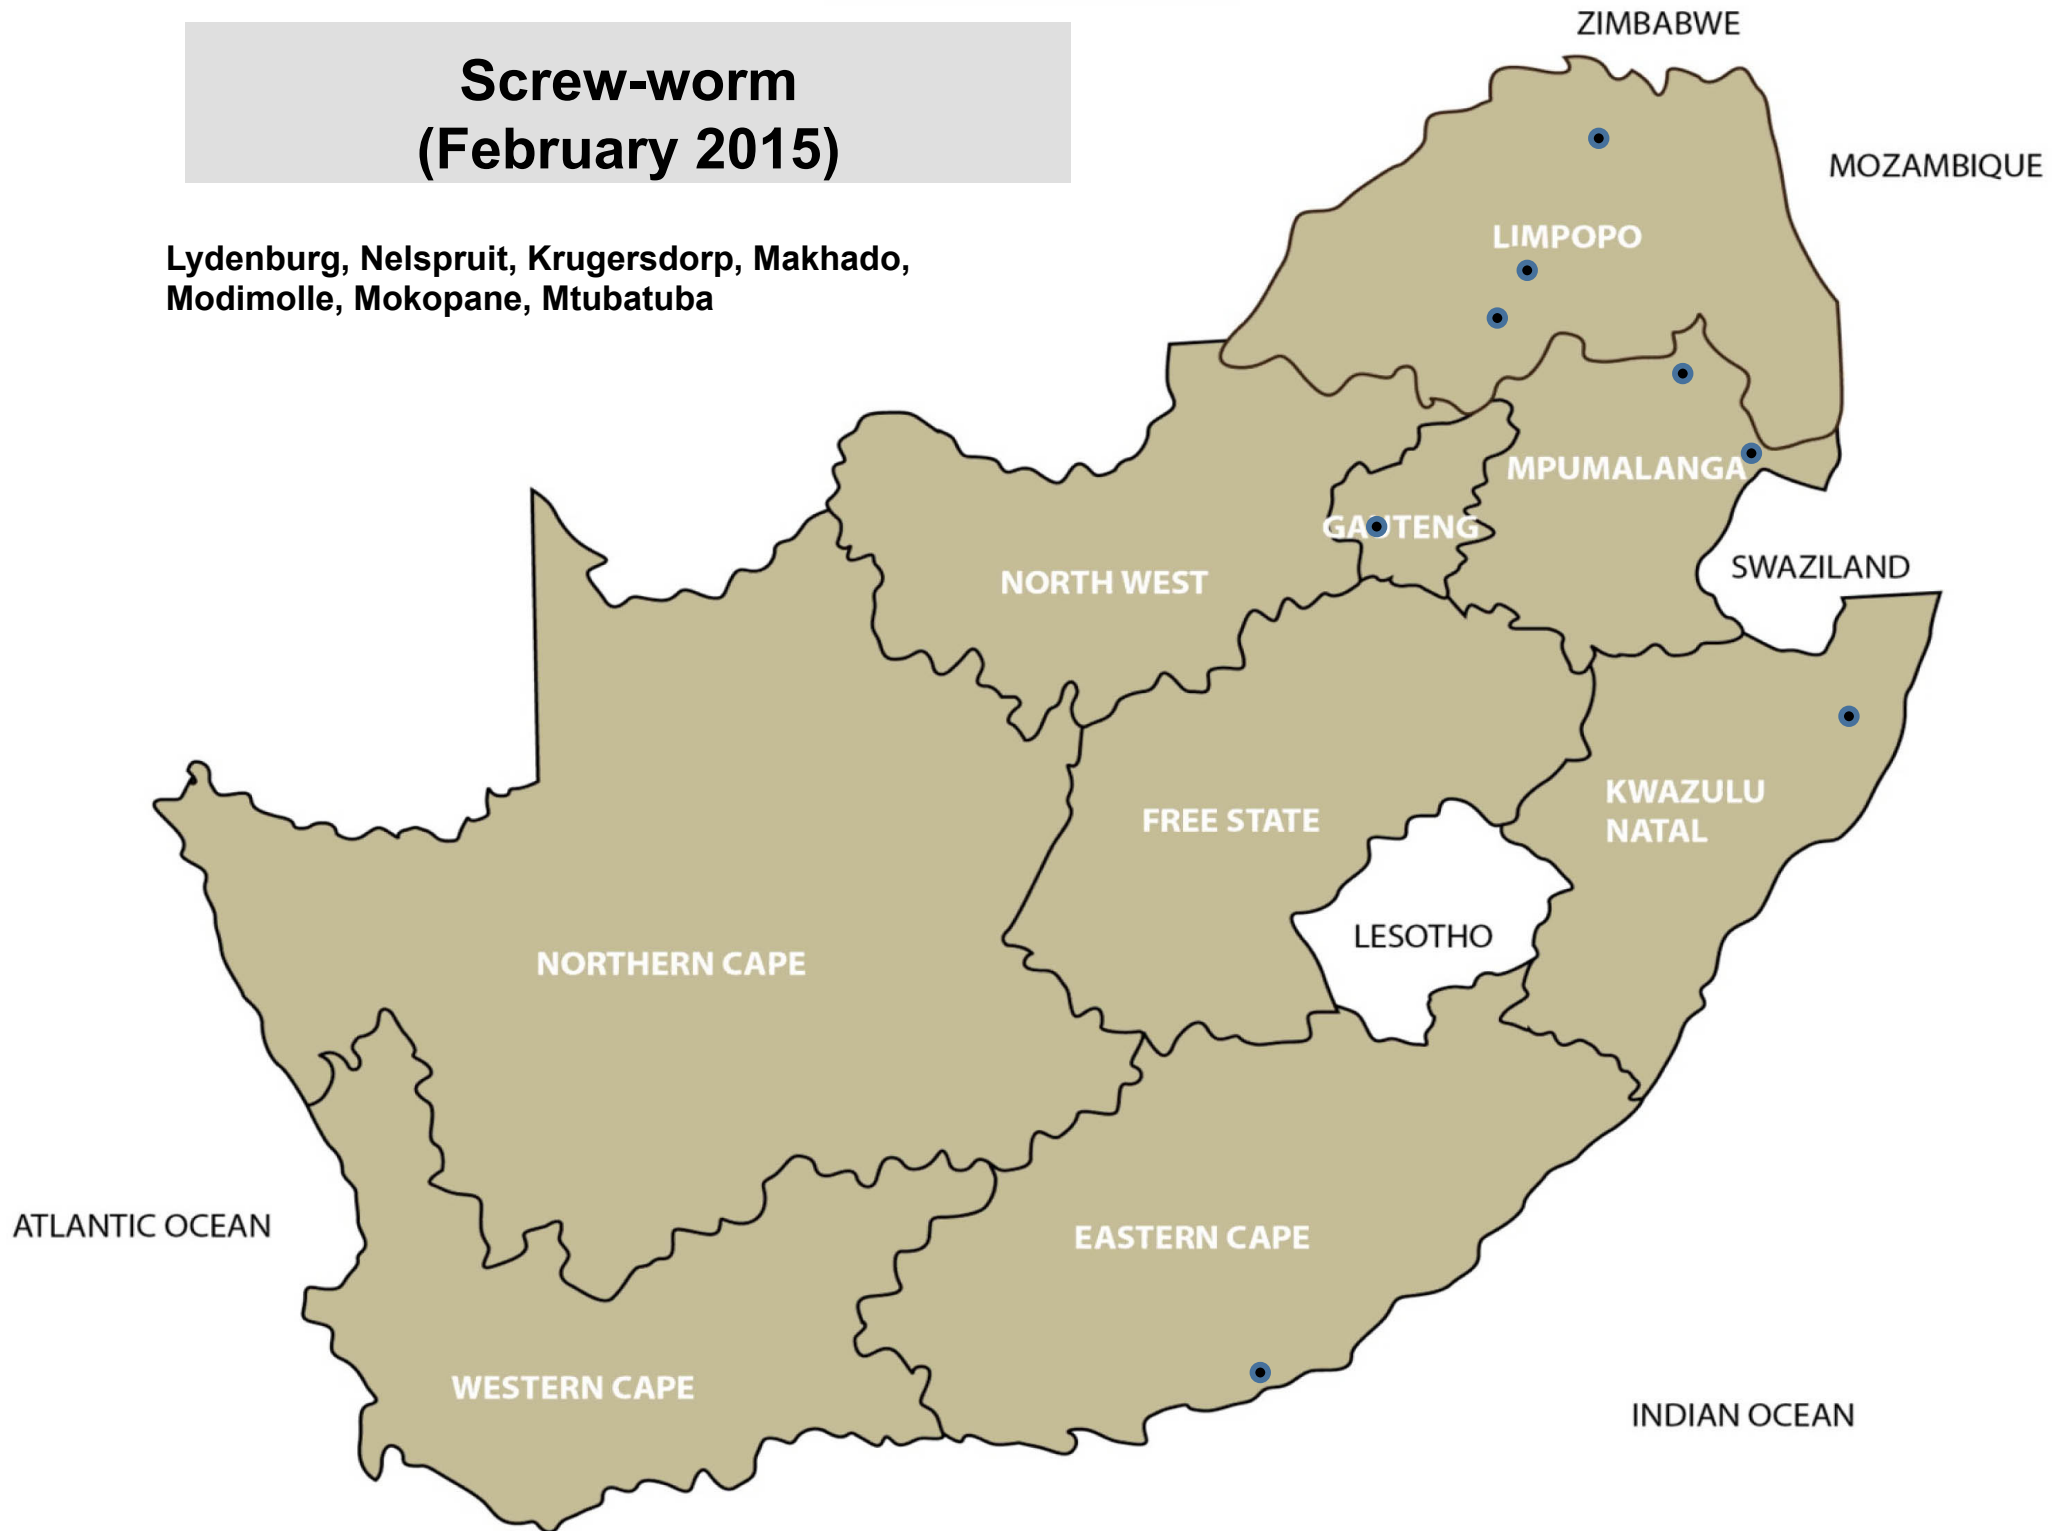 Screw-worm
(February 2015)
Lydenburg, Nelspruit, Krugersdorp, Makhado,
Modimolle, Mokopane, Mtubatuba
ZIMBABWE
MOZAMBIQUE
LIMPOPO
MPUMALANGA
GAUTENG
NORTH WEST
SWAZILAND
KWAZULU
NATAL
FREE STATE
LESOTHO
NORTHERN CAPE
ATLANTIC OCEAN
EASTERN CAPE
WESTERN CAPE
INDIAN OCEAN